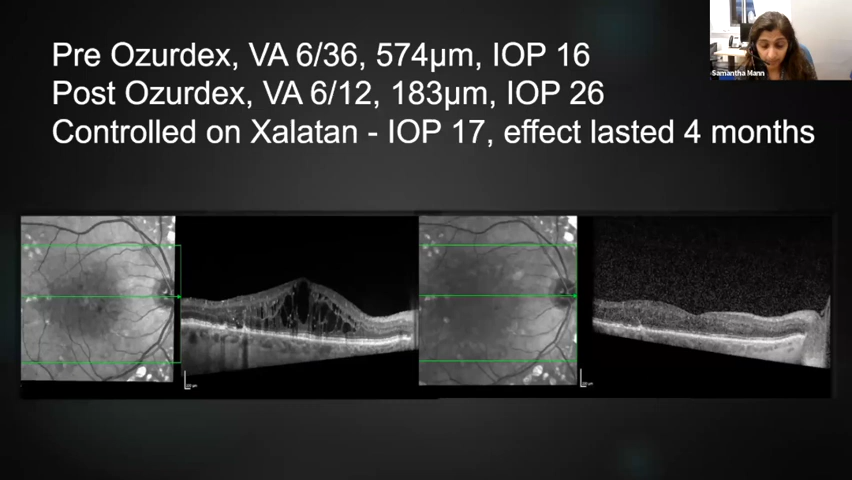 Pre Ozurdex, VA 6/36, 574µm, IOP 16
Post Ozurdex, VA 6/12, 183µm, IOP 26
Controlled on Xalatan - IOP 17, effect lasted 4 months
Samantha Mann